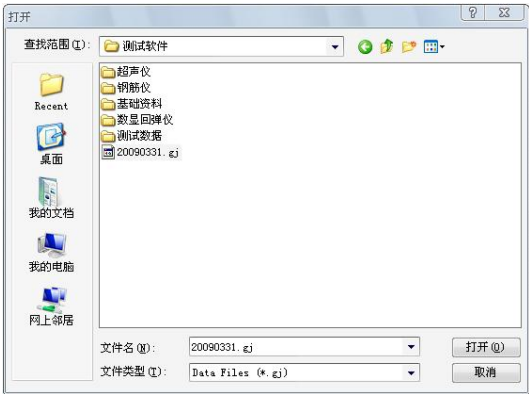 打开
查找范围(I):
测试软件
Recent
桌面
我的文档
我的电脑
网上邻居
超声仪
钢筋仪
基础资料
数显回弹仪
测试数据
20090331.gj
文件名(N):
20090331.gj
打开(O)
文件类型(T):
Data Files (*.gj)
取消